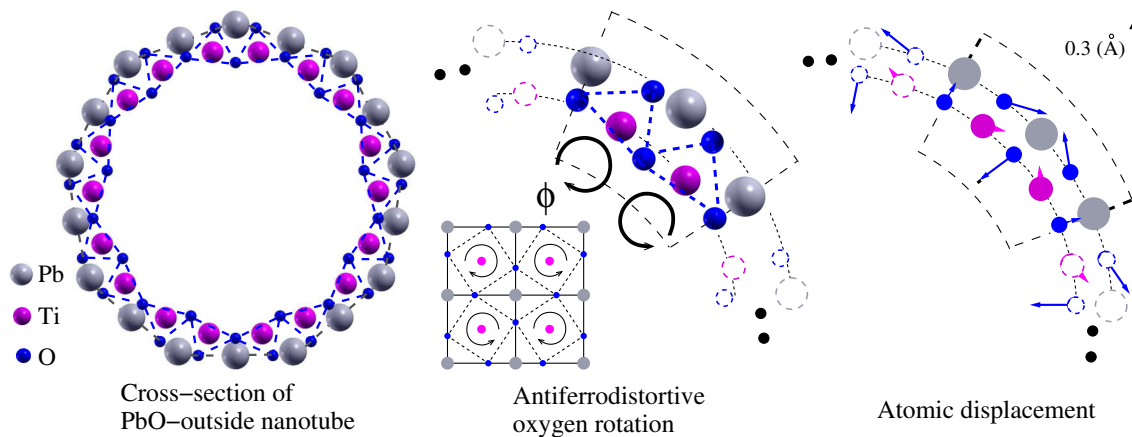 0.3 (Å)
ϕ
Pb
Ti
O
Cross−section of
PbO−outside nanotube
Antiferrodistortive
oxygen rotation
Atomic displacement